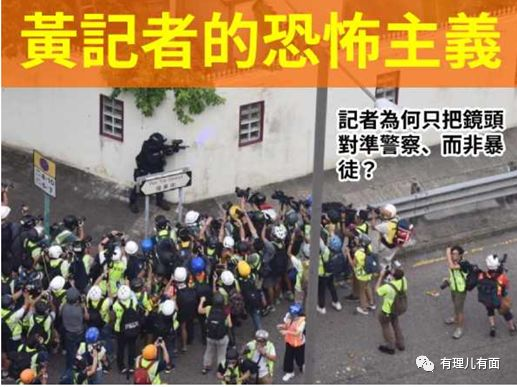 黃記者的恐怖主義
記者為何只把鏡頭
對準警察、而非暴
徒？
有理儿有面